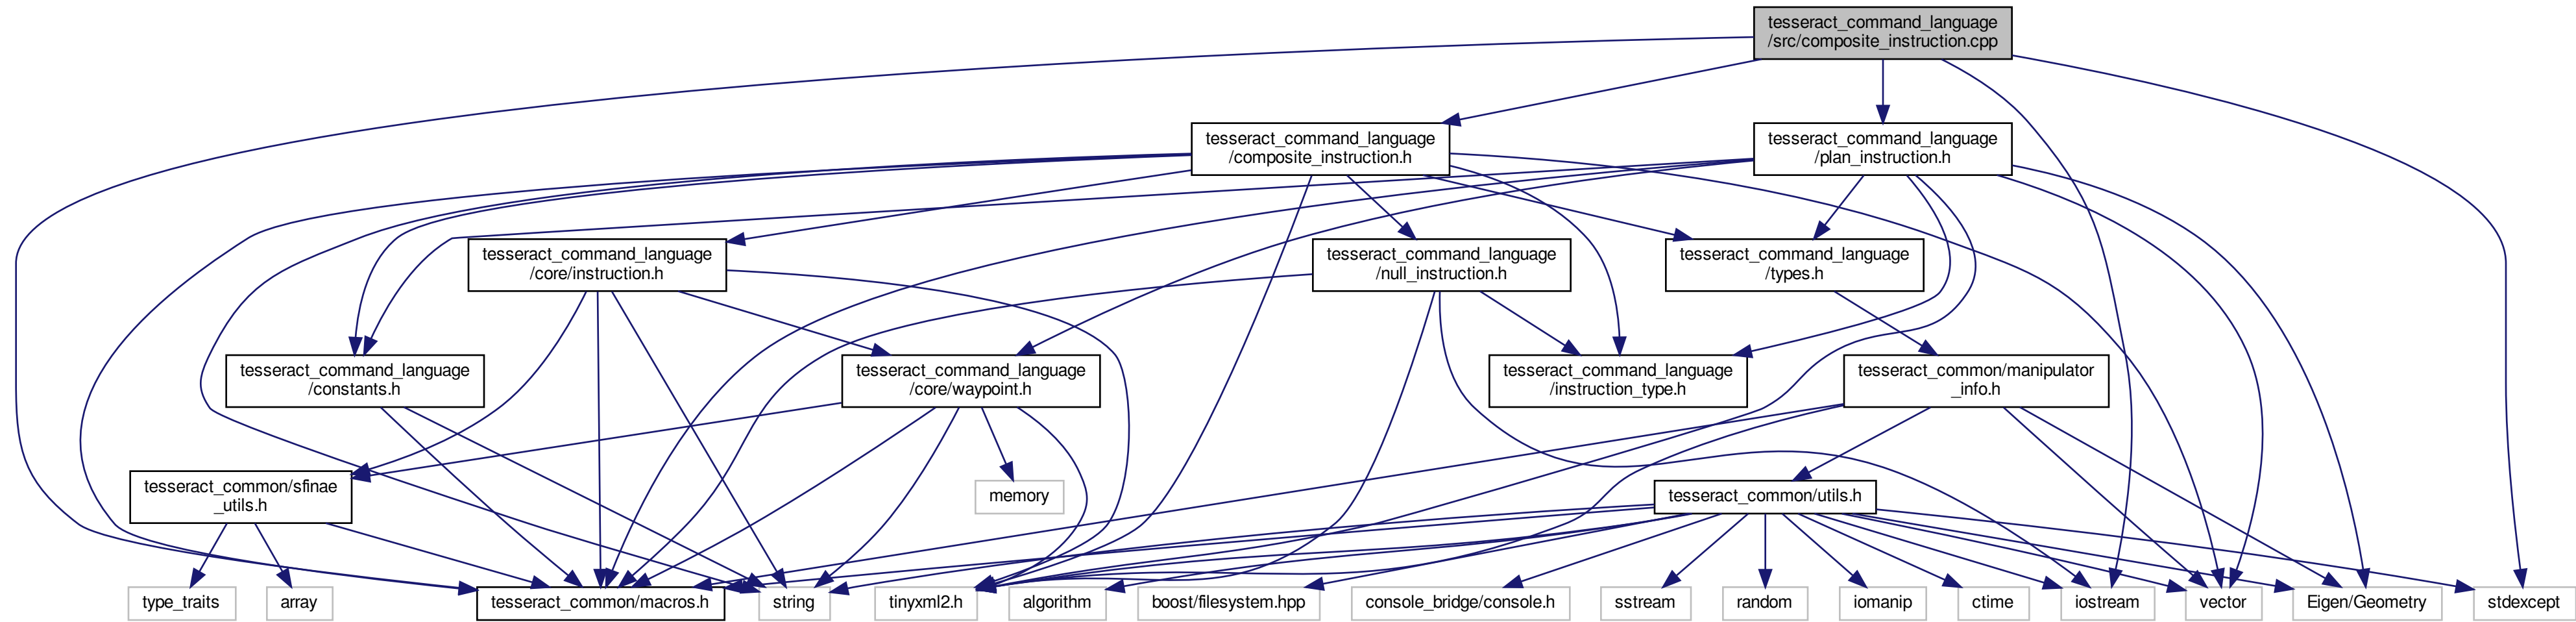 tesseract_command_language
/src/composite_instruction.cpp
tesseract_command_language
/composite_instruction.h
tesseract_command_language
/plan_instruction.h
tesseract_command_language
/core/instruction.h
tesseract_command_language
/null_instruction.h
tesseract_command_language
/types.h
tesseract_command_language
/constants.h
tesseract_command_language
/core/waypoint.h
tesseract_command_language
/instruction_type.h
tesseract_common/manipulator
_info.h
tesseract_common/sfinae
_utils.h
memory
tesseract_common/utils.h
type_traits
array
tesseract_common/macros.h
string
tinyxml2.h
algorithm
boost/filesystem.hpp
console_bridge/console.h
sstream
random
iomanip
ctime
iostream
vector
Eigen/Geometry
stdexcept